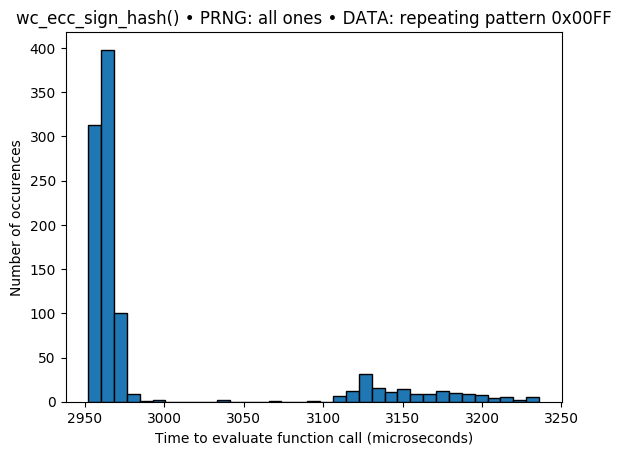 wc_ecc_sign_hash() • PRNG: all ones • DATA: repeating pattern 0x00FF
400
350
300
250
200
150
100
50
0
Number of occurences
2950 3000 3050 3100 3150 3200 3250
Time to evaluate function call (microseconds)